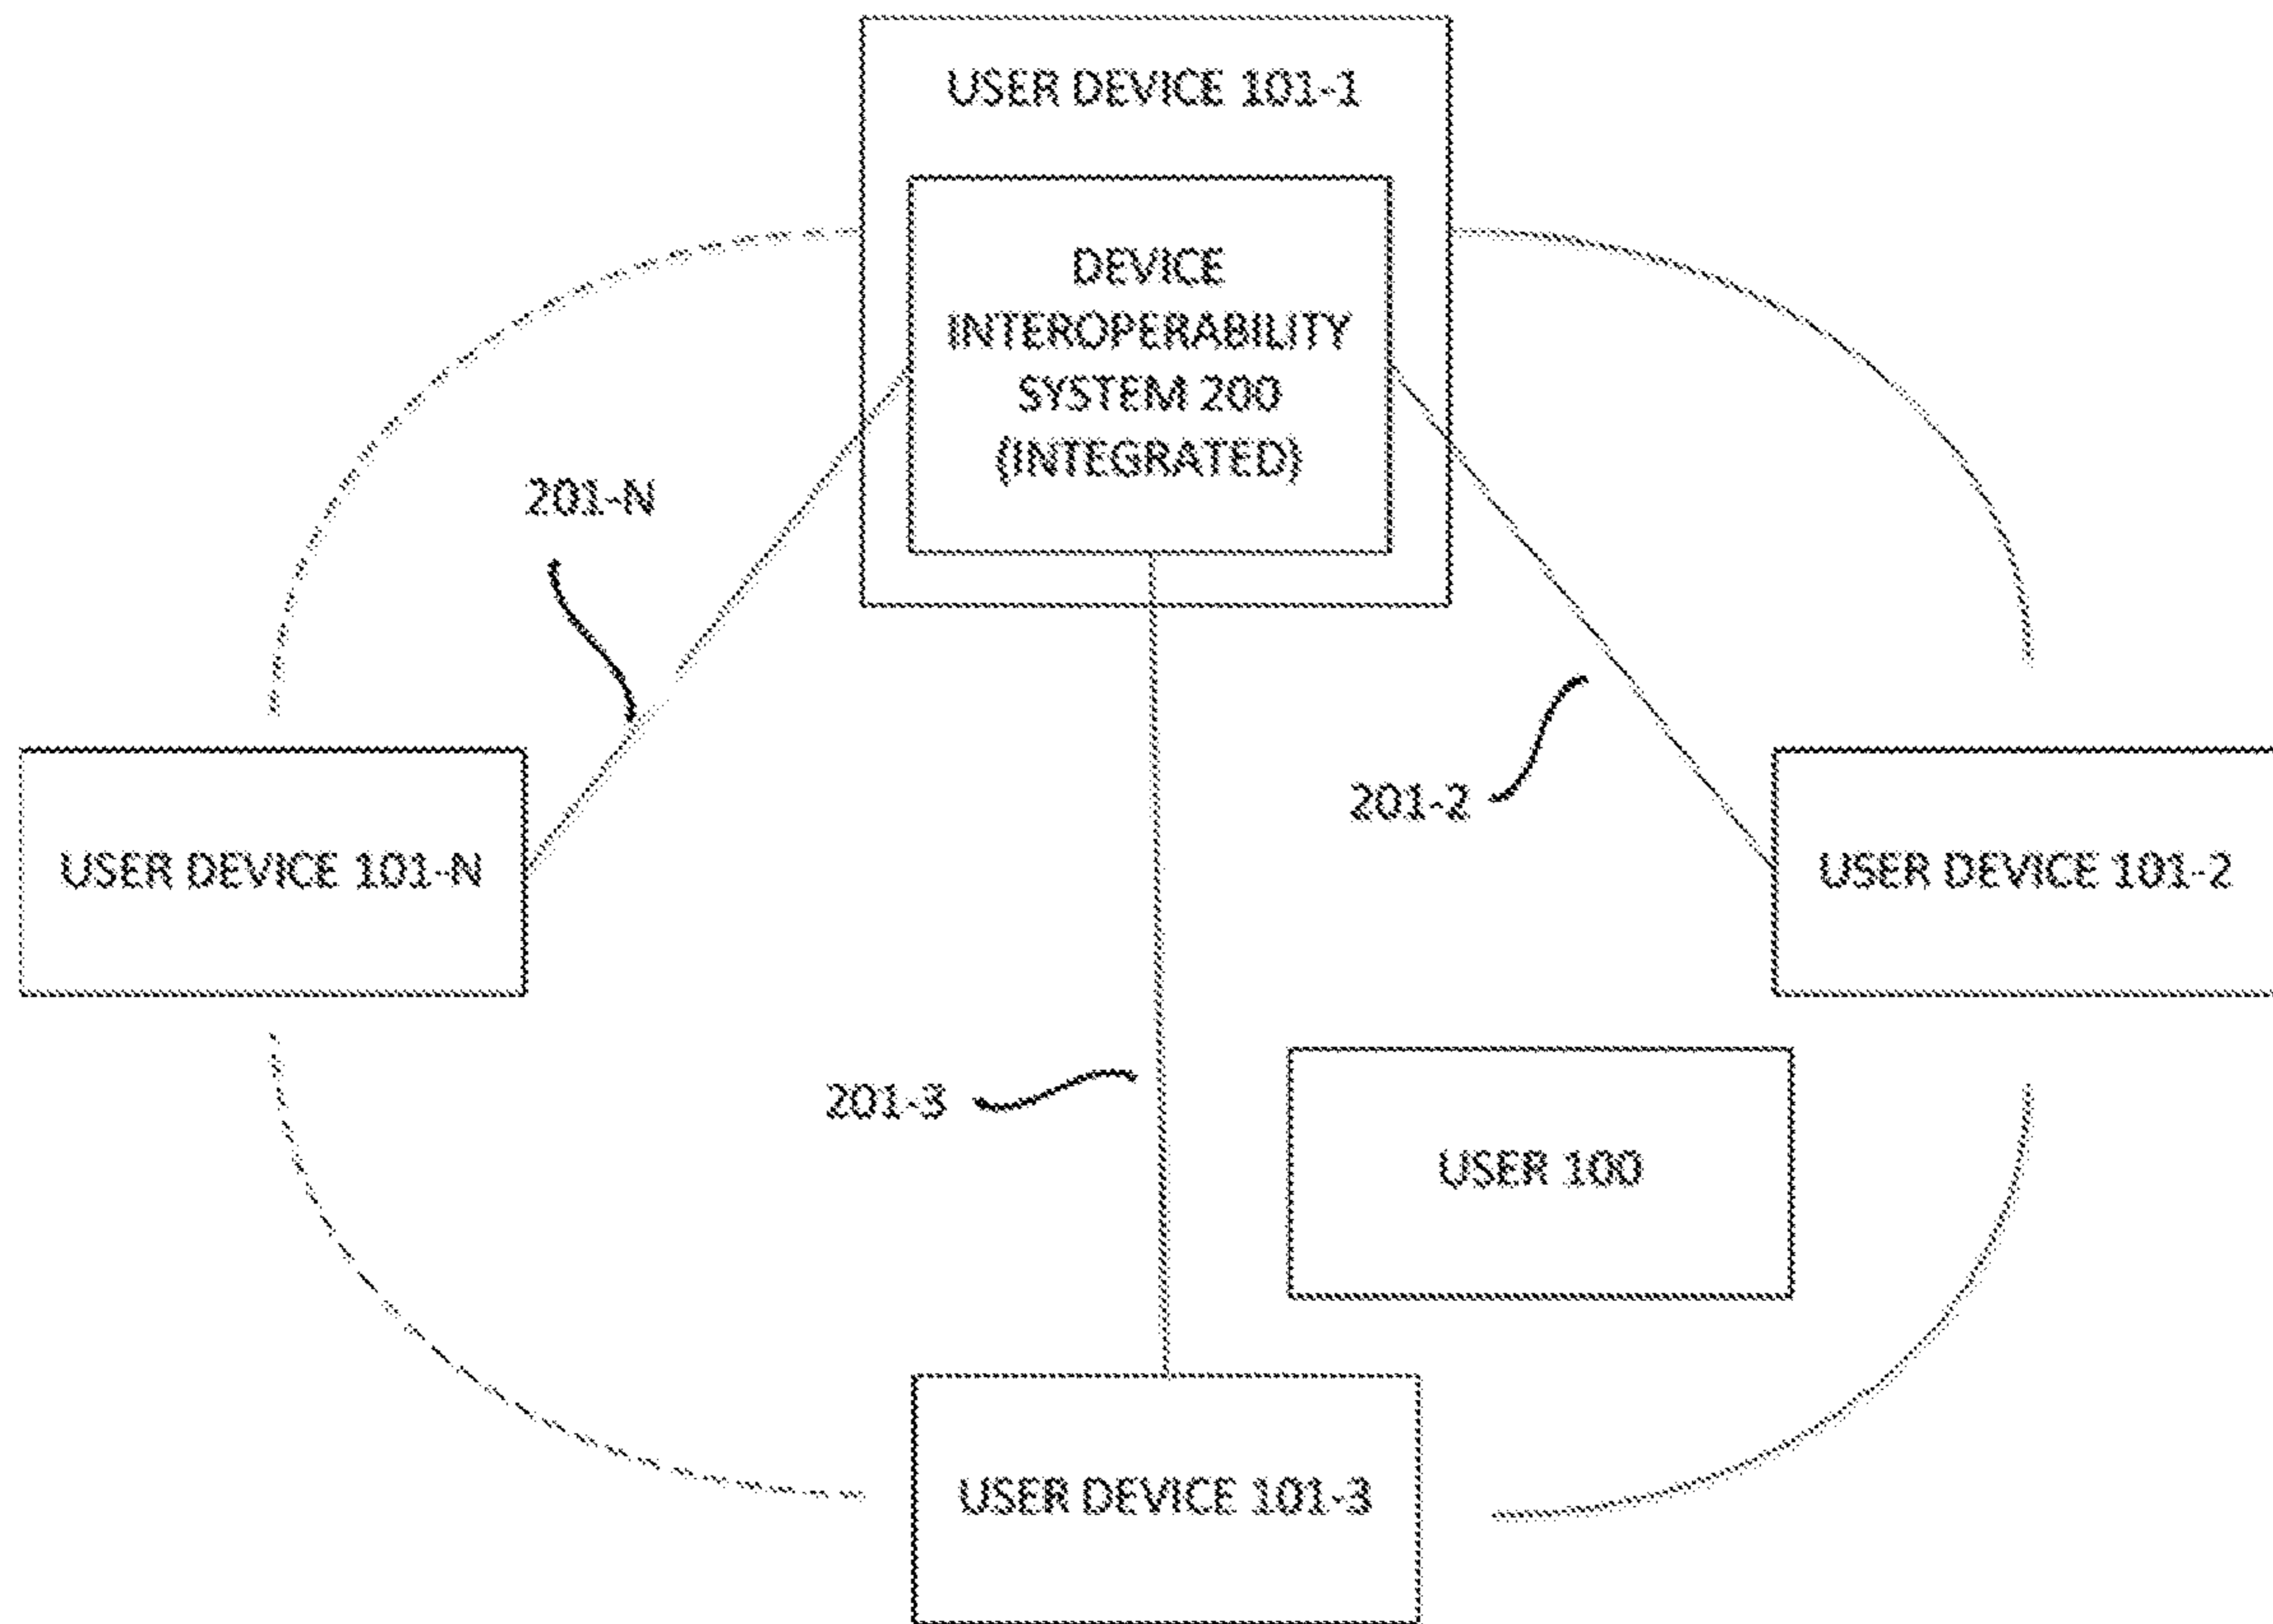 USER DEVICE 101-1
DEVICE
INTEROPERABILITY
SYSTEM 200
(INTEGRATED)
201-N
201-2
USER DEVICE 101-N
USER DEVICE 101-2
201-3
USER 100
USER DEVICE 101-3